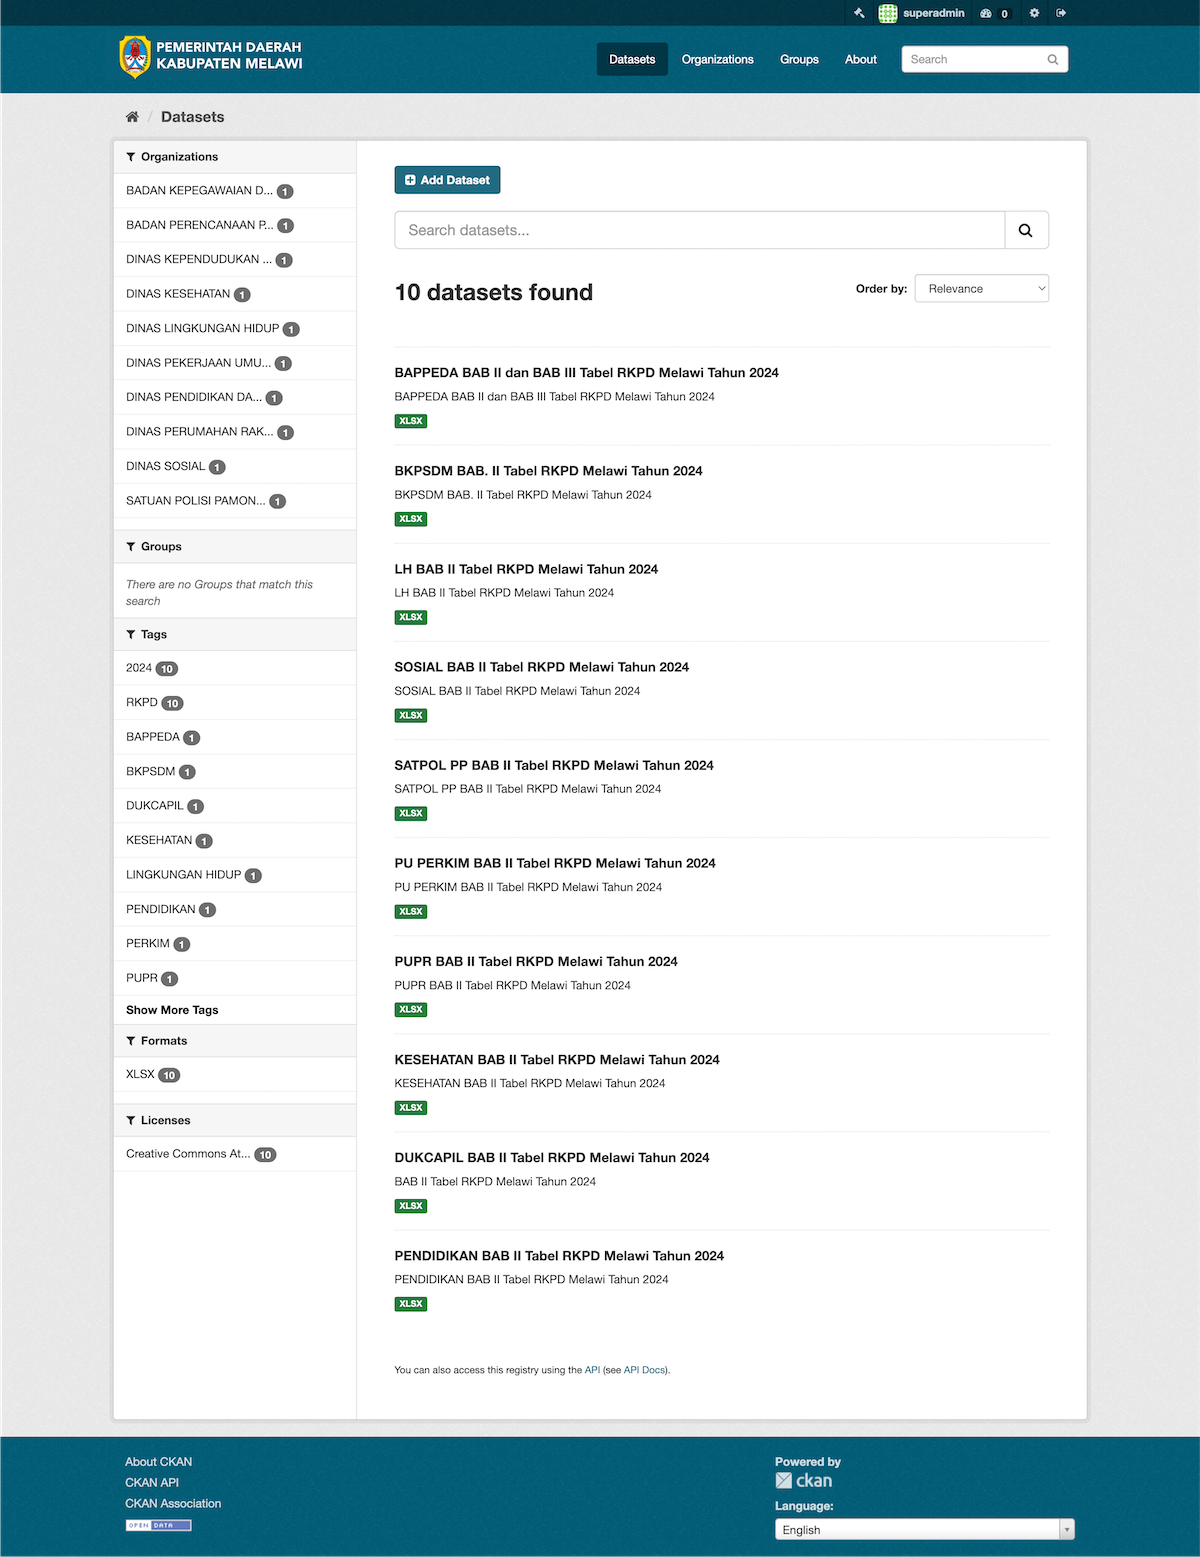 superadmin 0
PEMERINTAH DAERAH
KABUPATEN MELAWI
Datasets Organizations Groups About Search
/ Datasets
Organizations
BADAN KEPEGAWAIAN D... 1
BADAN PERENCANAAN P... 1
DINAS KEPENDUDUKAN ... 1
DINAS KESEHATAN 1
DINAS LINGKUNGAN HIDUP 1
DINAS PEKERJAAN UMU... 1
DINAS PENDIDIKAN DA... 1
DINAS PERUMAHAN RAK... 1
DINAS SOSIAL 1
SATUAN POLISI PAMON... 1
Groups
There are no Groups that match this
search
Tags
2024 10
RKPD 10
BAPPEDA 1
BKPSDM 1
DUKCAPIL 1
KESEHATAN 1
LINGKUNGAN HIDUP 1
PENDIDIKAN 1
PERKIM 1
PUPR 1
Show More Tags
Formats
XLSX 10
Licenses
Creative Commons At... 10
Add Dataset
Search datasets...
10 datasets found
Order by: Relevance
BAPPEDA BAB II dan BAB III Tabel RKPD Melawi Tahun 2024
BAPPEDA BAB II dan BAB III Tabel RKPD Melawi Tahun 2024
XLSX
BKPSDM BAB. II Tabel RKPD Melawi Tahun 2024
BKPSDM BAB. II Tabel RKPD Melawi Tahun 2024
XLSX
LH BAB II Tabel RKPD Melawi Tahun 2024
LH BAB II Tabel RKPD Melawi Tahun 2024
XLSX
SOSIAL BAB II Tabel RKPD Melawi Tahun 2024
SOSIAL BAB II Tabel RKPD Melawi Tahun 2024
XLSX
SATPOL PP BAB II Tabel RKPD Melawi Tahun 2024
SATPOL PP BAB II Tabel RKPD Melawi Tahun 2024
XLSX
PU PERKIM BAB II Tabel RKPD Melawi Tahun 2024
PU PERKIM BAB II Tabel RKPD Melawi Tahun 2024
XLSX
PUPR BAB II Tabel RKPD Melawi Tahun 2024
PUPR BAB II Tabel RKPD Melawi Tahun 2024
XLSX
KESEHATAN BAB II Tabel RKPD Melawi Tahun 2024
KESEHATAN BAB II Tabel RKPD Melawi Tahun 2024
XLSX
DUKCAPIL BAB II Tabel RKPD Melawi Tahun 2024
BAB II Tabel RKPD Melawi Tahun 2024
XLSX
PENDIDIKAN BAB II Tabel RKPD Melawi Tahun 2024
PENDIDIKAN BAB II Tabel RKPD Melawi Tahun 2024
XLSX
You can also access this registry using the API (see API Docs).
About CKAN
CKAN API
CKAN Association
OPEN DATA
Powered by
ckan
Language:
English